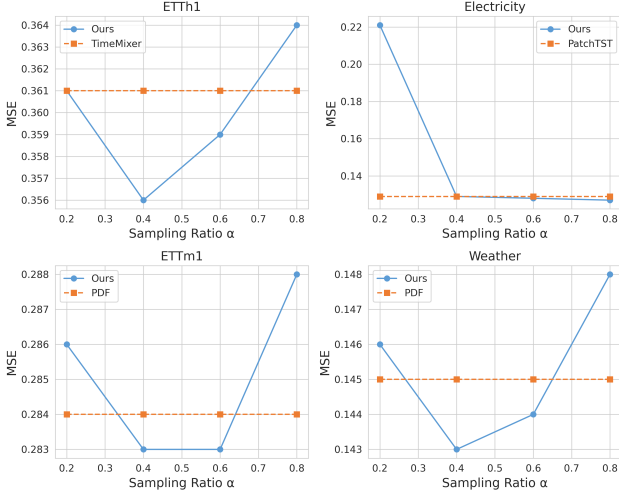 ETTh1
0.364
0.363
0.362
0.361
0.360
0.359
0.358
0.357
0.356
MSE
Ours
TimeMixer
0.2 0.3 0.4 0.5 0.6 0.7 0.8
Sampling Ratio α
Electricity
0.22
0.20
0.18
0.16
0.14
MSE
Ours
PatchTST
0.2 0.3 0.4 0.5 0.6 0.7 0.8
Sampling Ratio α
ETTm1
0.288
0.287
0.286
0.285
0.284
0.283
MSE
Ours
PDF
0.2 0.3 0.4 0.5 0.6 0.7 0.8
Sampling Ratio α
Weather
0.148
0.147
0.146
0.145
0.144
0.143
MSE
Ours
PDF
0.2 0.3 0.4 0.5 0.6 0.7 0.8
Sampling Ratio α